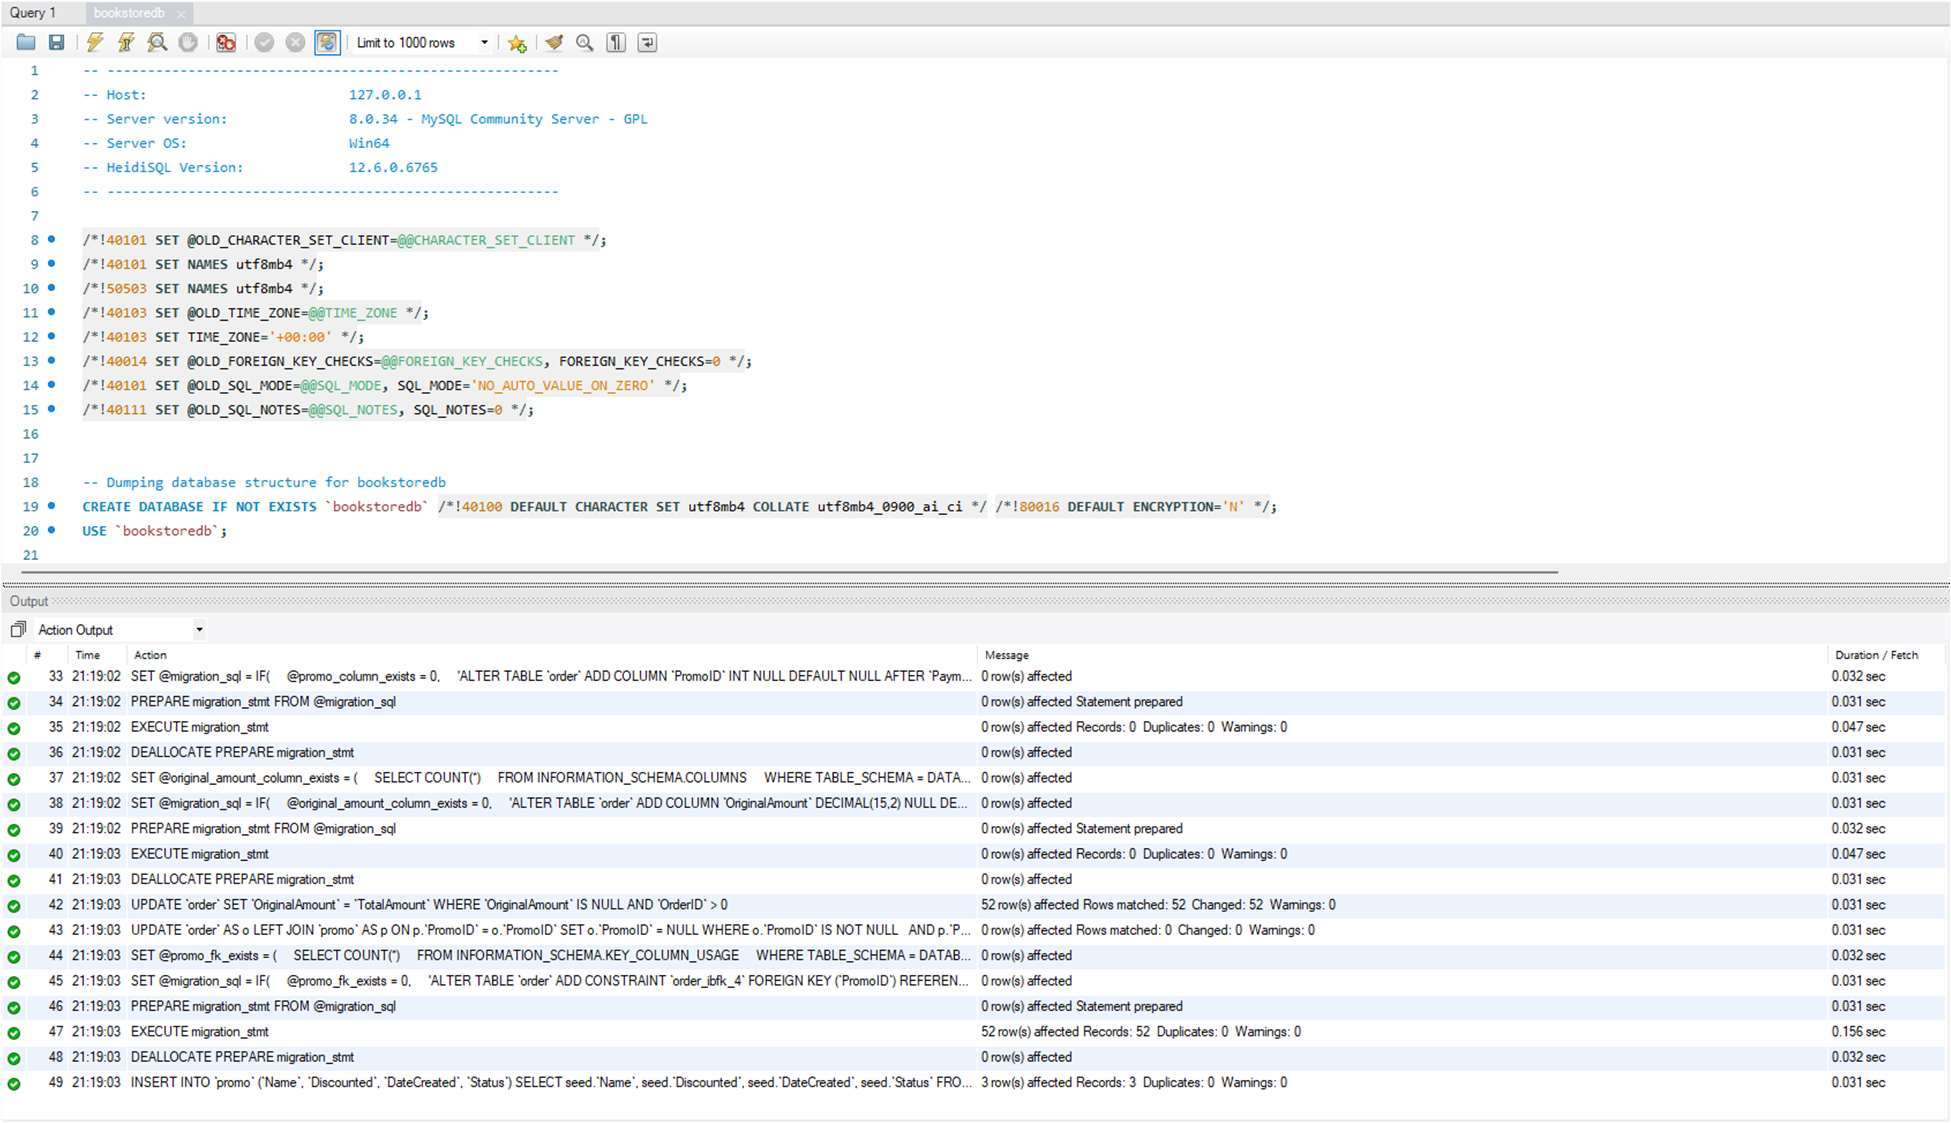 Query 1
bookstoredb
Limit to 1000 rows
1 -- --------------------------------------------------------
2 -- Host: 127.0.0.1
3 -- Server version: 8.0.34 - MySQL Community Server - GPL
4 -- Server OS: Win64
5 -- HeidiSQL Version: 12.6.0.6765
6 -- --------------------------------------------------------
7
8 /*!40101 SET @OLD_CHARACTER_SET_CLIENT=@@CHARACTER_SET_CLIENT */;
9 /*!40101 SET NAMES utf8mb4 */;
10 /*!50503 SET NAMES utf8mb4 */;
11 /*!40103 SET @OLD_TIME_ZONE=@@TIME_ZONE */;
12 /*!40103 SET TIME_ZONE='+00:00' */;
13 /*!40014 SET @OLD_FOREIGN_KEY_CHECKS=@@FOREIGN_KEY_CHECKS, FOREIGN_KEY_CHECKS=0 */;
14 /*!40101 SET @OLD_SQL_MODE=@@SQL_MODE, SQL_MODE='NO_AUTO_VALUE_ON_ZERO' */;
15 /*!40111 SET @OLD_SQL_NOTES=@@SQL_NOTES, SQL_NOTES=0 */;
16
17
18 -- Dumping database structure for bookstoredb
19 CREATE DATABASE IF NOT EXISTS `bookstoredb` /*!40100 DEFAULT CHARACTER SET utf8mb4 COLLATE utf8mb4_0900_ai_ci */ /*!80016 DEFAULT ENCRYPTION='N' */;
20 USE `bookstoredb`;
21
Output
Action Output
# Time Action Message Duration / Fetch
33 21:19:02 SET @migration_sql = IF( @promo_column_exists = 0, 'ALTER TABLE `order` ADD COLUMN `PromoID` INT NULL DEFAULT NULL AFTER `Paym... 0 row(s) affected 0.032 sec
34 21:19:02 PREPARE migration_stmt FROM @migration_sql 0 row(s) affected Statement prepared 0.031 sec
35 21:19:02 EXECUTE migration_stmt 0 row(s) affected Records: 0 Duplicates: 0 Warnings: 0 0.047 sec
36 21:19:02 DEALLOCATE PREPARE migration_stmt 0 row(s) affected 0.031 sec
37 21:19:02 SET @original_amount_column_exists = ( SELECT COUNT(*) FROM INFORMATION_SCHEMA.COLUMNS WHERE TABLE_SCHEMA = DATA... 0 row(s) affected 0.031 sec
38 21:19:02 SET @migration_sql = IF( @original_amount_column_exists = 0, 'ALTER TABLE `order` ADD COLUMN `OriginalAmount` DECIMAL(15,2) NULL DE... 0 row(s) affected 0.031 sec
39 21:19:02 PREPARE migration_stmt FROM @migration_sql 0 row(s) affected Statement prepared 0.032 sec
40 21:19:03 EXECUTE migration_stmt 0 row(s) affected Records: 0 Duplicates: 0 Warnings: 0 0.047 sec
41 21:19:03 DEALLOCATE PREPARE migration_stmt 0 row(s) affected 0.031 sec
42 21:19:03 UPDATE `order` SET `OriginalAmount` = `TotalAmount` WHERE `OriginalAmount` IS NULL AND `OrderID` > 0 52 row(s) affected Rows matched: 52 Changed: 52 Warnings: 0 0.031 sec
43 21:19:03 UPDATE `order` AS o LEFT JOIN `promo` AS p ON p.`PromoID` = o.`PromoID` SET o.`PromoID` = NULL WHERE o.`PromoID` IS NOT NULL AND p.`P... 0 row(s) affected Rows matched: 0 Changed: 0 Warnings: 0 0.031 sec
44 21:19:03 SET @promo_fk_exists = ( SELECT COUNT(*) FROM INFORMATION_SCHEMA.KEY_COLUMN_USAGE WHERE TABLE_SCHEMA = DATAB... 0 row(s) affected 0.032 sec
45 21:19:03 SET @migration_sql = IF( @promo_fk_exists = 0, 'ALTER TABLE `order` ADD CONSTRAINT `order_ibfk_4` FOREIGN KEY (`PromoID`) REFEREN... 0 row(s) affected 0.031 sec
46 21:19:03 PREPARE migration_stmt FROM @migration_sql 0 row(s) affected Statement prepared 0.031 sec
47 21:19:03 EXECUTE migration_stmt 52 row(s) affected Records: 52 Duplicates: 0 Warnings: 0 0.156 sec
48 21:19:03 DEALLOCATE PREPARE migration_stmt 0 row(s) affected 0.032 sec
49 21:19:03 INSERT INTO `promo` (`Name`, `Discounted`, `DateCreated`, `Status`) SELECT seed.`Name`, seed.`Discounted`, seed.`DateCreated`, seed.`Status` FRO... 3 row(s) affected Records: 3 Duplicates: 0 Warnings: 0 0.031 sec